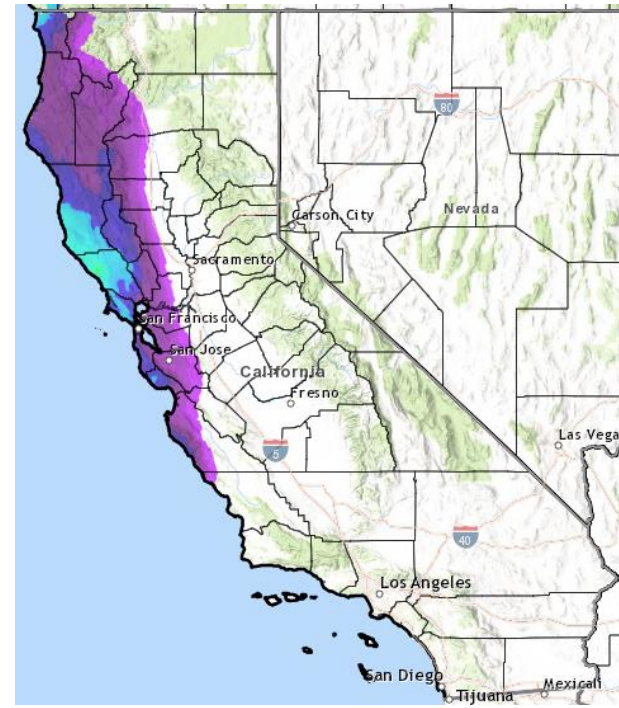 80
Nevada
Carson City
Sacramento
San Francisco
San Jose
California
Fresno
Las Vega
5
40
Los Angeles
San Diego
Tijuana
Mexicali